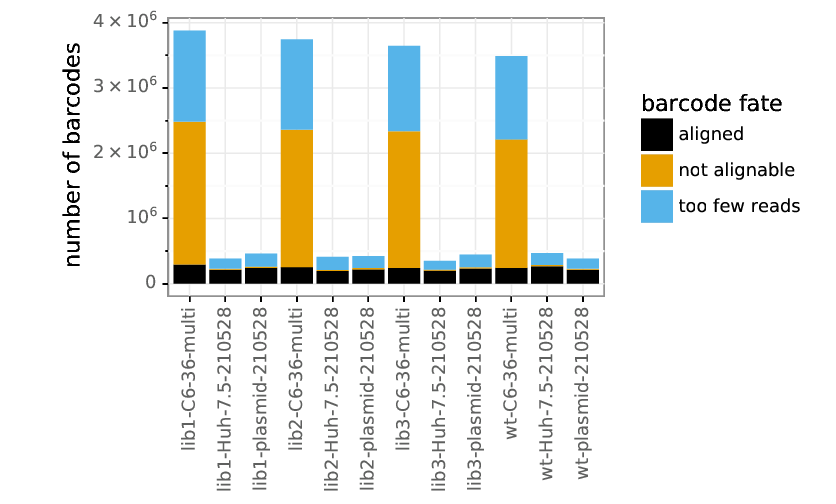 number of barcodes
4 × 10⁶
3 × 10⁶
2 × 10⁶
10⁶
0
lib1-C6-36-multi
lib1-Huh-7.5-210528
lib1-plasmid-210528
lib2-C6-36-multi
lib2-Huh-7.5-210528
lib2-plasmid-210528
lib3-C6-36-multi
lib3-Huh-7.5-210528
lib3-plasmid-210528
wt-C6-36-multi
wt-Huh-7.5-210528
wt-plasmid-210528
barcode fate
aligned
not alignable
too few reads